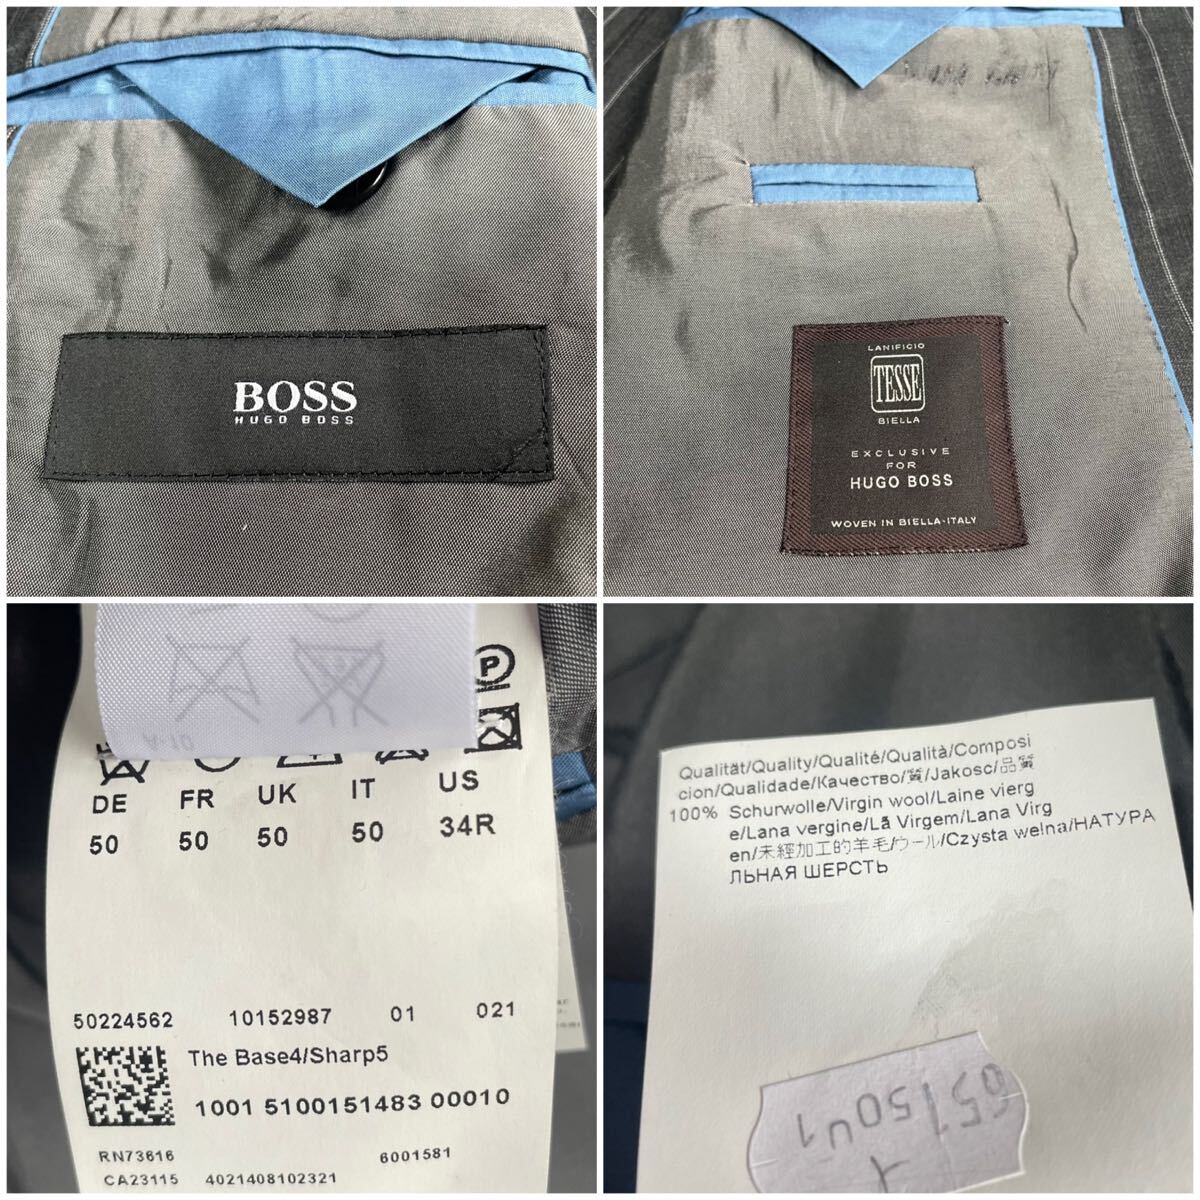 BOSS
HUGO BOSS
LANIFICIO
TESSE
BIELLA
EXCLUSIVE
FOR
HUGO BOSS
WOVEN IN BIELLA-ITALY
P
DE FR UK IT US
50 50 50 50 34R
50224562 10152987 01 021
The Base4/Sharp5
1001 5100151483 00010
RN73616 6001581
CA23115 4021408102321
Qualität/Quality/Qualité/Qualità/Composi
cion/Qualidade/Качество/質/Jakosc/品質
100% Schurwolle/Virgin wool/Laine vierg
e/Lana vergine/Lã Virgem/Lana Virg
en/未經加工的羊毛/ウール/Czysta welna/НАТУРА
ЛЬНАЯ ШЕРСТЬ
6515041